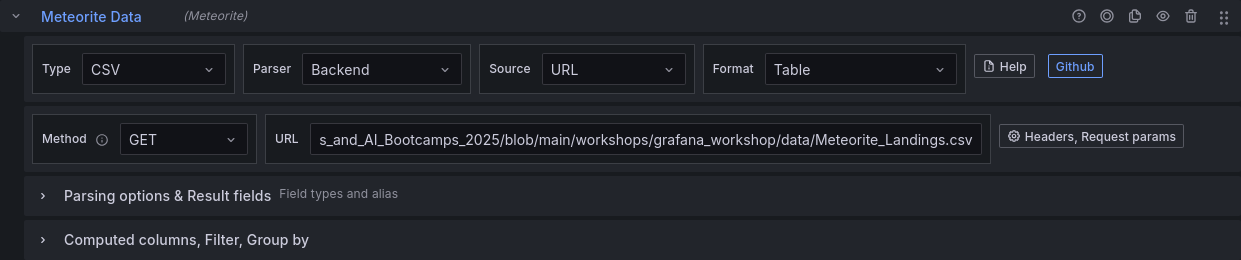 Meteorite Data (Meteorite)
Type CSV Parser Backend Source URL Format Table Help Github
Method GET URL s_and_AI_Bootcamps_2025/blob/main/workshops/grafana_workshop/data/Meteorite_Landings.csv Headers, Request params
Parsing options & Result fields Field types and alias
Computed columns, Filter, Group by